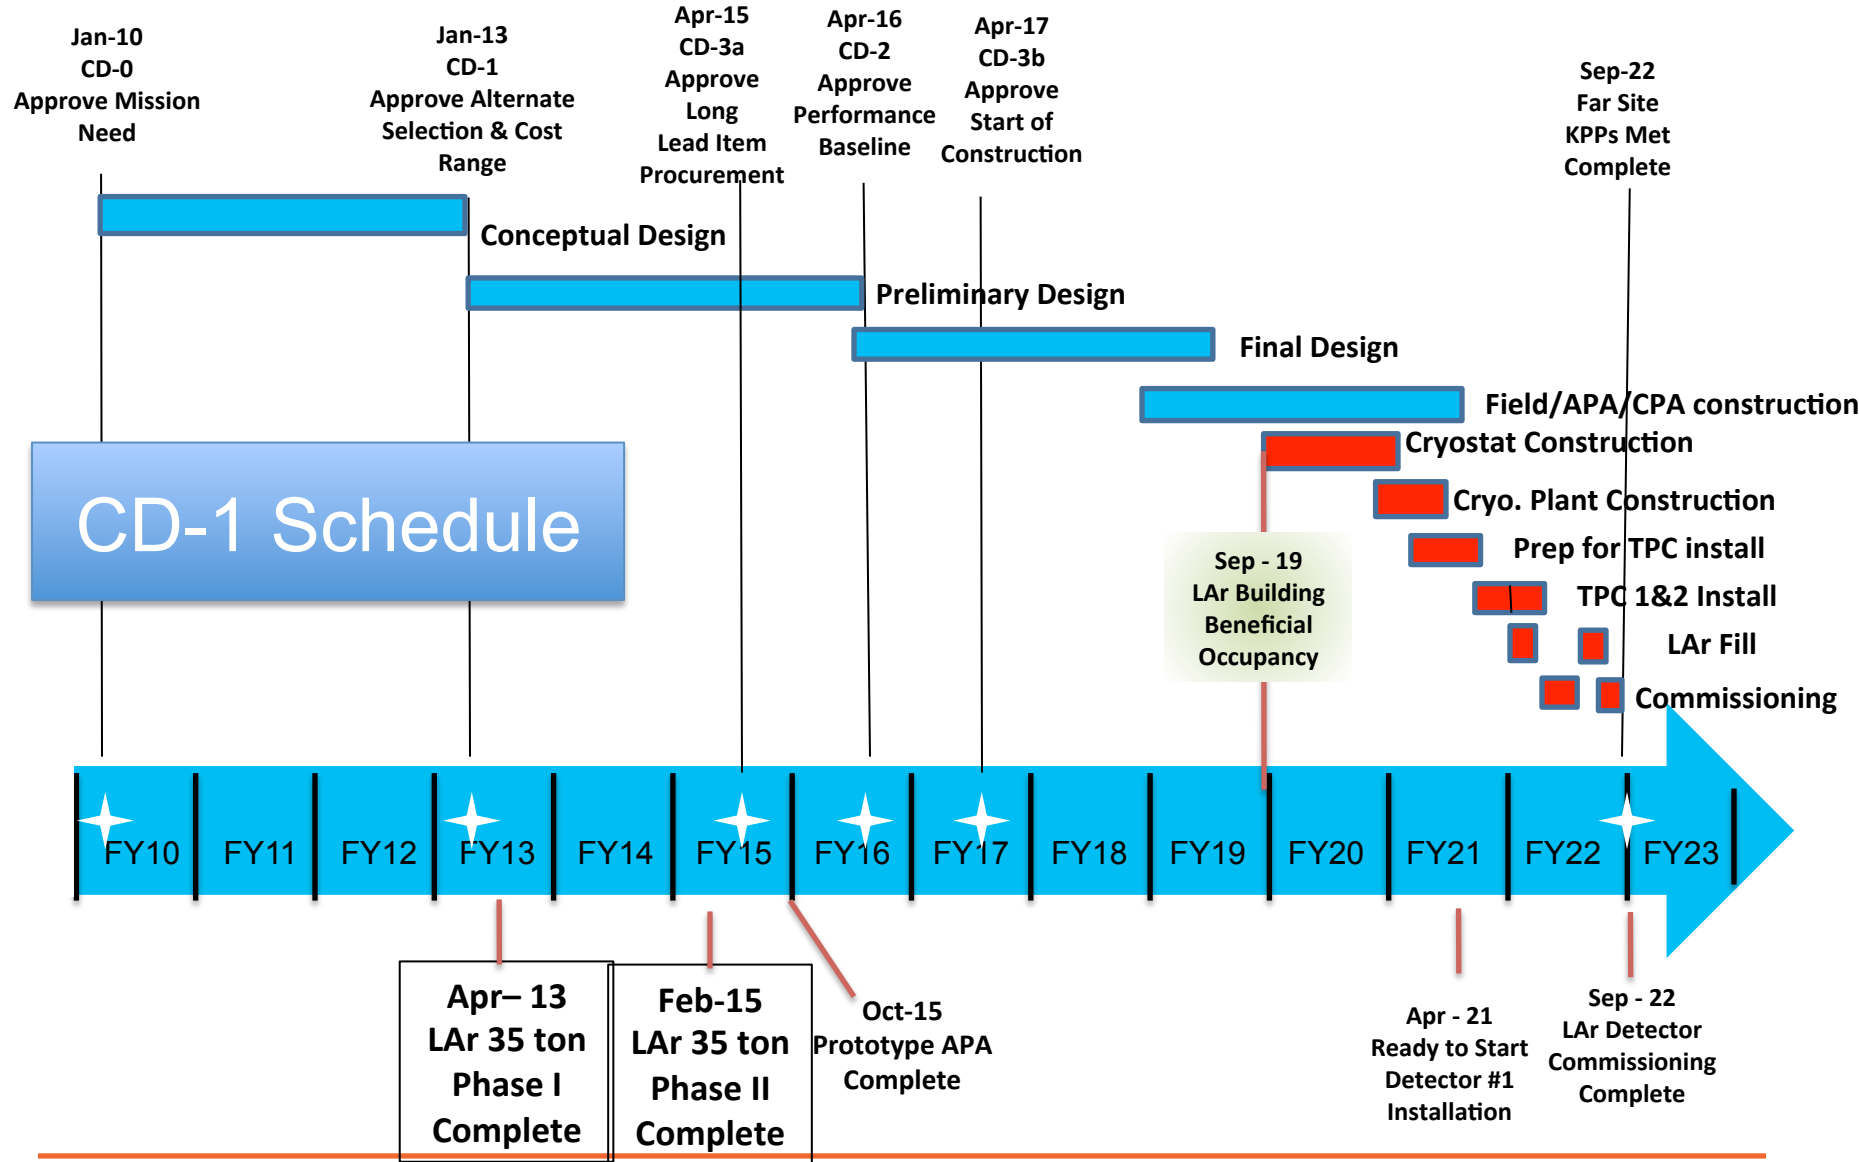 Jan-10
CD-0
Approve Mission
Need
Jan-13
CD-1
Approve Alternate
Selection & Cost
Range
Apr-15
CD-3a
Approve
Long
Lead Item
Procurement
Apr-16
CD-2
Approve
Performance
Baseline
Apr-17
CD-3b
Approve
Start of
Construction
Sep-22
Far Site
KPPs Met
Complete
Conceptual Design
Preliminary Design
Final Design
Field/APA/CPA construction
Cryostat Construction
Cryo. Plant Construction
Prep for TPC install
TPC 1&2 Install
LAr Fill
Commissioning
CD-1 Schedule
Sep - 19
LAr Building
Beneficial
Occupancy
FY10 FY11 FY12 FY13 FY14 FY15 FY16 FY17 FY18 FY19 FY20 FY21 FY22 FY23
Apr– 13
LAr 35 ton
Phase I
Complete
Feb-15
LAr 35 ton
Phase II
Complete
Oct-15
Prototype APA
Complete
Apr - 21
Ready to Start
Detector #1
Installation
Sep - 22
LAr Detector
Commissioning
Complete